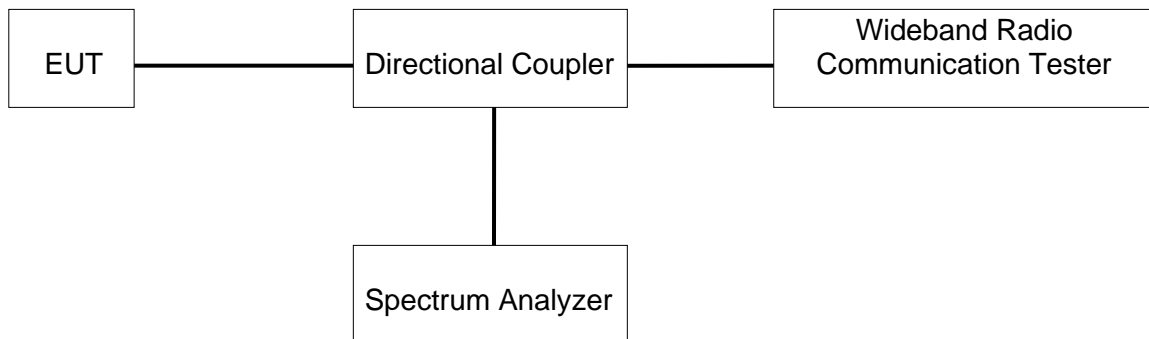 EUT
Directional Coupler
Wideband Radio
Communication Tester
Spectrum Analyzer